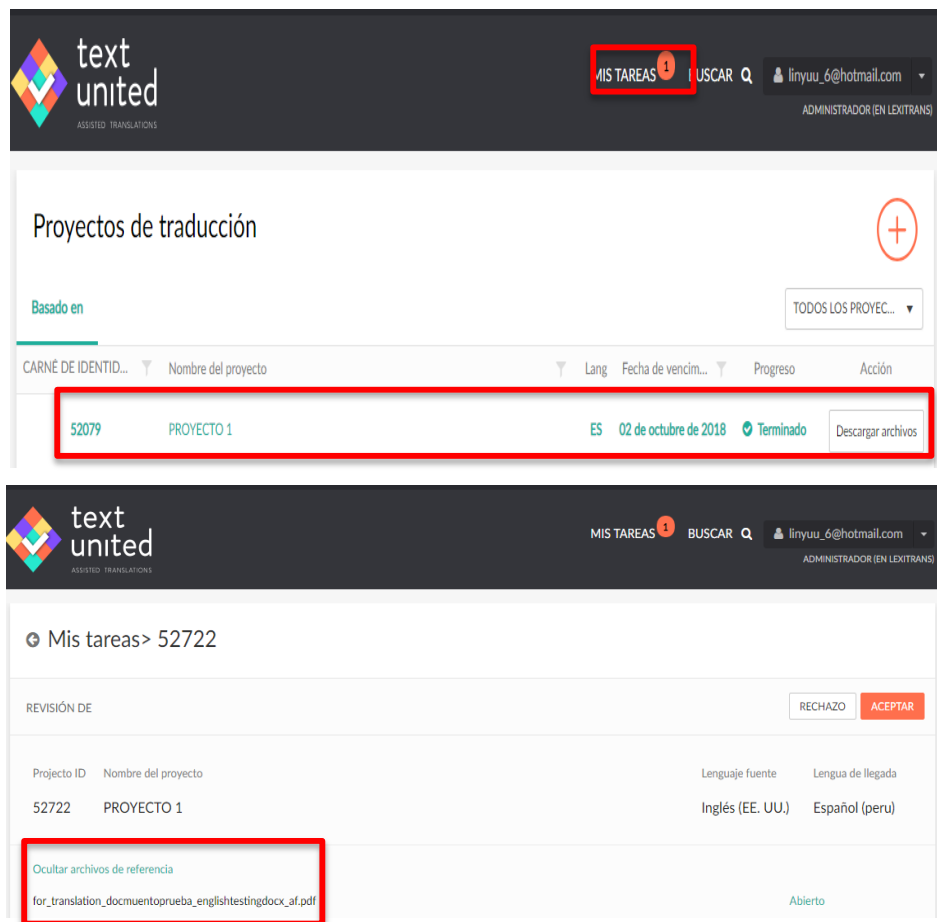 text
united
ASSISTED TRANSLATIONS
MIS TAREAS 1 BUSCAR linyuu_6@hotmail.com
ADMINISTRADOR (EN LEXITRANS)
Proyectos de traducción
Basado en
TODOS LOS PROYEC...
CARNÉ DE IDENTID... Nombre del proyecto Lang Fecha de vencim... Progreso Acción
52079 PROYECTO 1 ES 02 de octubre de 2018 Terminado Descargar archivos
text
united
ASSISTED TRANSLATIONS
MIS TAREAS 1 BUSCAR linyuu_6@hotmail.com
ADMINISTRADOR (EN LEXITRANS)
Mis tareas> 52722
REVISIÓN DE RECHAZO ACEPTAR
Projecto ID Nombre del proyecto Lenguaje fuente Lengua de llegada
52722 PROYECTO 1 Inglés (EE. UU.) Español (peru)
Ocultar archivos de referencia
for_translation_docmuentoprueba_englishtestingdocx_af.pdf Abierto